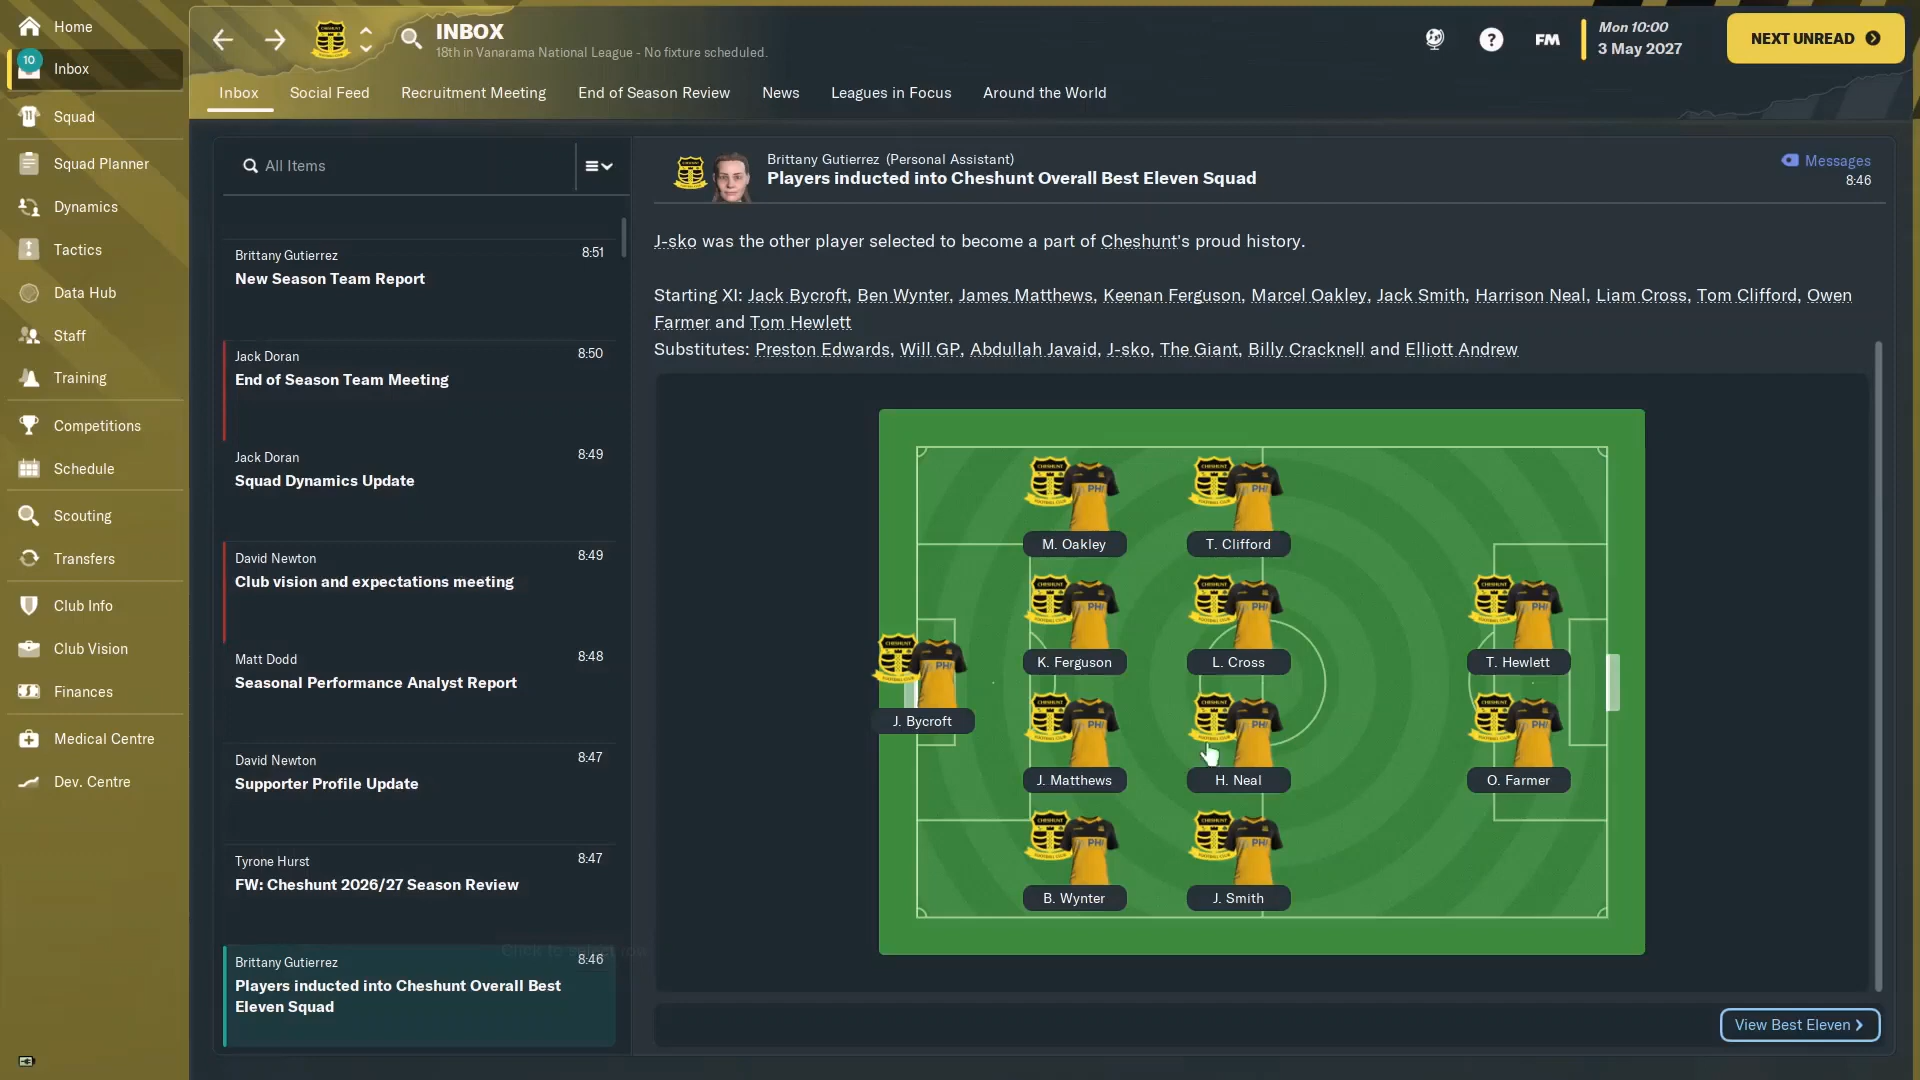 Home
10
Inbox
Squad
Squad Planner
Dynamics
Tactics
Data Hub
Staff
Training
Competitions
Schedule
Scouting
Transfers
Club Info
Club Vision
Finances
Medical Centre
Dev. Centre
INBOX
18th in Vanarama National League - No fixture scheduled.
FM
Mon 10:00
3 May 2027
NEXT UNREAD
Inbox
Social Feed
Recruitment Meeting
End of Season Review
News
Leagues in Focus
Around the World
All Items
Brittany Gutierrez 8:51
New Season Team Report
Jack Doran 8:50
End of Season Team Meeting
Jack Doran 8:49
Squad Dynamics Update
David Newton 8:49
Club vision and expectations meeting
Matt Dodd 8:48
Seasonal Performance Analyst Report
David Newton 8:47
Supporter Profile Update
Tyrone Hurst 8:47
FW: Cheshunt 2026/27 Season Review
Brittany Gutierrez 8:46
Players inducted into Cheshunt Overall Best
Eleven Squad
Brittany Gutierrez (Personal Assistant)
Players inducted into Cheshunt Overall Best Eleven Squad
Messages
8:46
J-sko was the other player selected to become a part of Cheshunt's proud history.
Starting XI: Jack Bycroft, Ben Wynter, James Matthews, Keenan Ferguson, Marcel Oakley, Jack Smith, Harrison Neal, Liam Cross, Tom Clifford, Owen
Farmer and Tom Hewlett
Substitutes: Preston Edwards, Will GP, Abdullah Javaid, J-sko, The Giant, Billy Cracknell and Elliott Andrew
M. Oakley
T. Clifford
K. Ferguson
L. Cross
T. Hewlett
J. Bycroft
J. Matthews
H. Neal
O. Farmer
B. Wynter
J. Smith
View Best Eleven